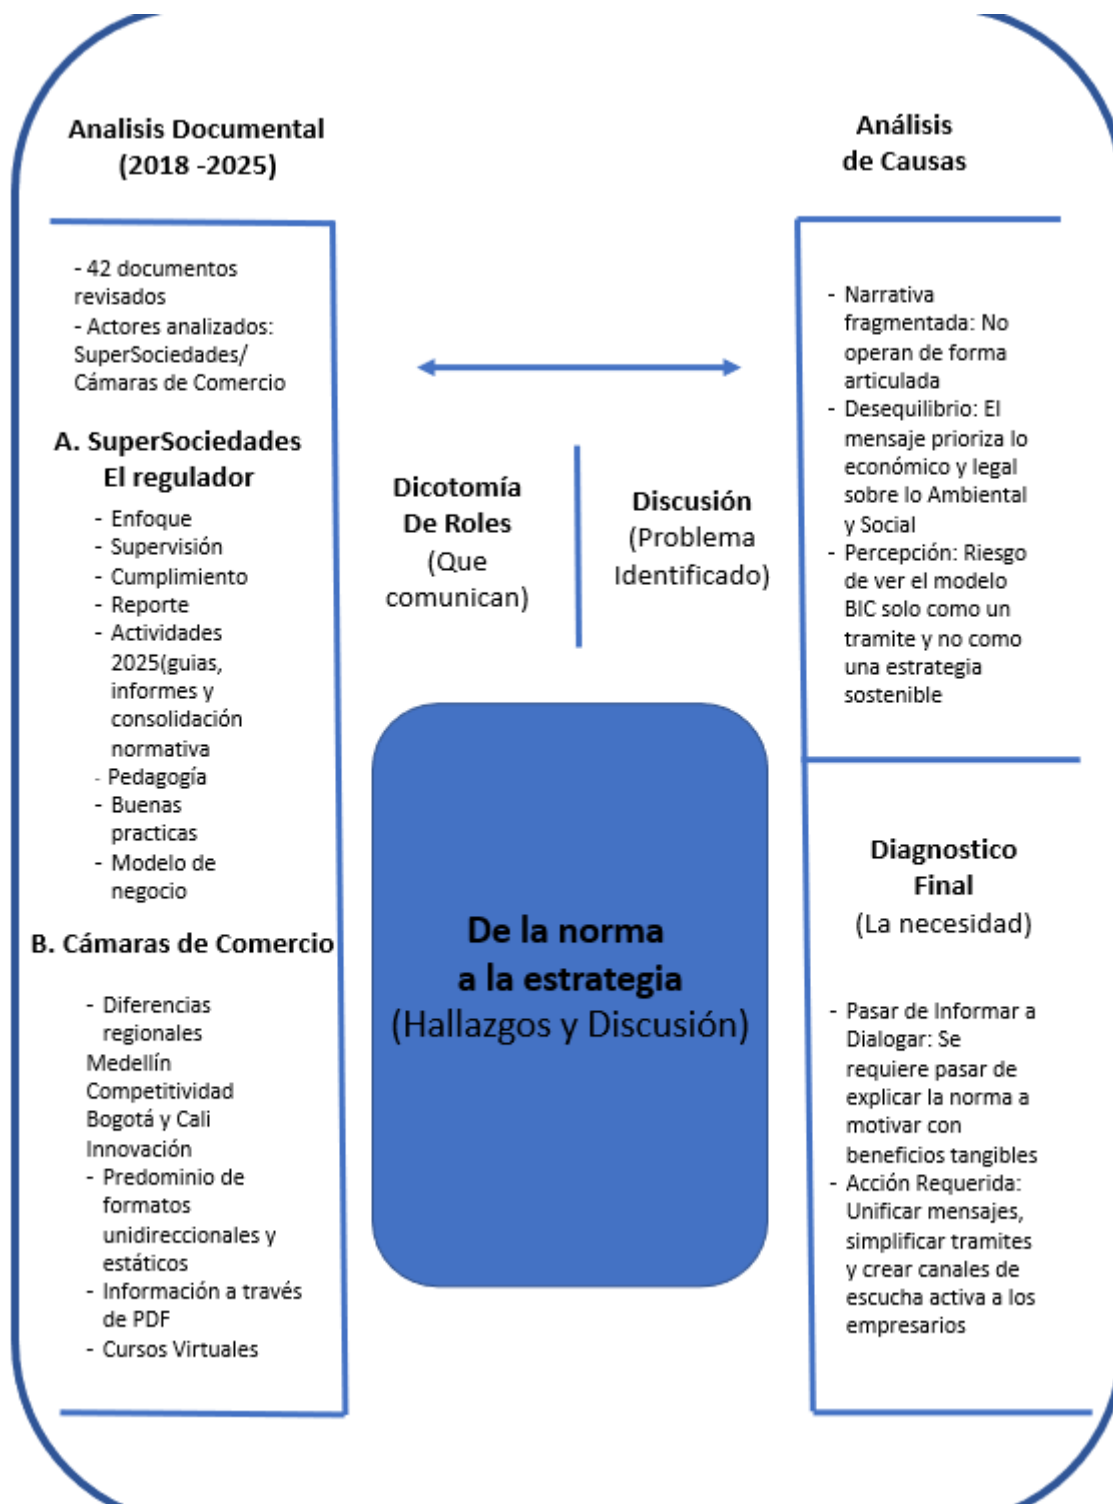 Analisis Documental
(2018 -2025)
- 42 documentos
revisados
- Actores analizados:
SuperSociedades/
Cámaras de Comercio
A. SuperSociedades
El regulador
- Enfoque
- Supervisión
- Cumplimiento
- Reporte
- Actividades
2025(guias,
informes y
consolidación
normativa
- Pedagogía
- Buenas
practicas
- Modelo de
negocio
B. Cámaras de Comercio
- Diferencias
regionales
Medellín
Competitividad
Bogotá y Cali
Innovación
- Predominio de
formatos
unidireccionales y
estáticos
- Información a través
de PDF
- Cursos Virtuales
Dicotomía
De Roles
(Que
comunican)
Discusión
(Problema
Identificado)
De la norma
a la estrategia
(Hallazgos y Discusión)
Análisis
de Causas
- Narrativa
fragmentada: No
operan de forma
articulada
- Desequilibrio: El
mensaje prioriza lo
económico y legal
sobre lo Ambiental
y Social
- Percepción: Riesgo
de ver el modelo
BIC solo como un
tramite y no como
una estrategia
sostenible
Diagnostico
Final
(La necesidad)
- Pasar de Informar a
Dialogar: Se
requiere pasar de
explicar la norma a
motivar con
beneficios tangibles
- Acción Requerida:
Unificar mensajes,
simplificar tramites
y crear canales de
escucha activa a los
empresarios